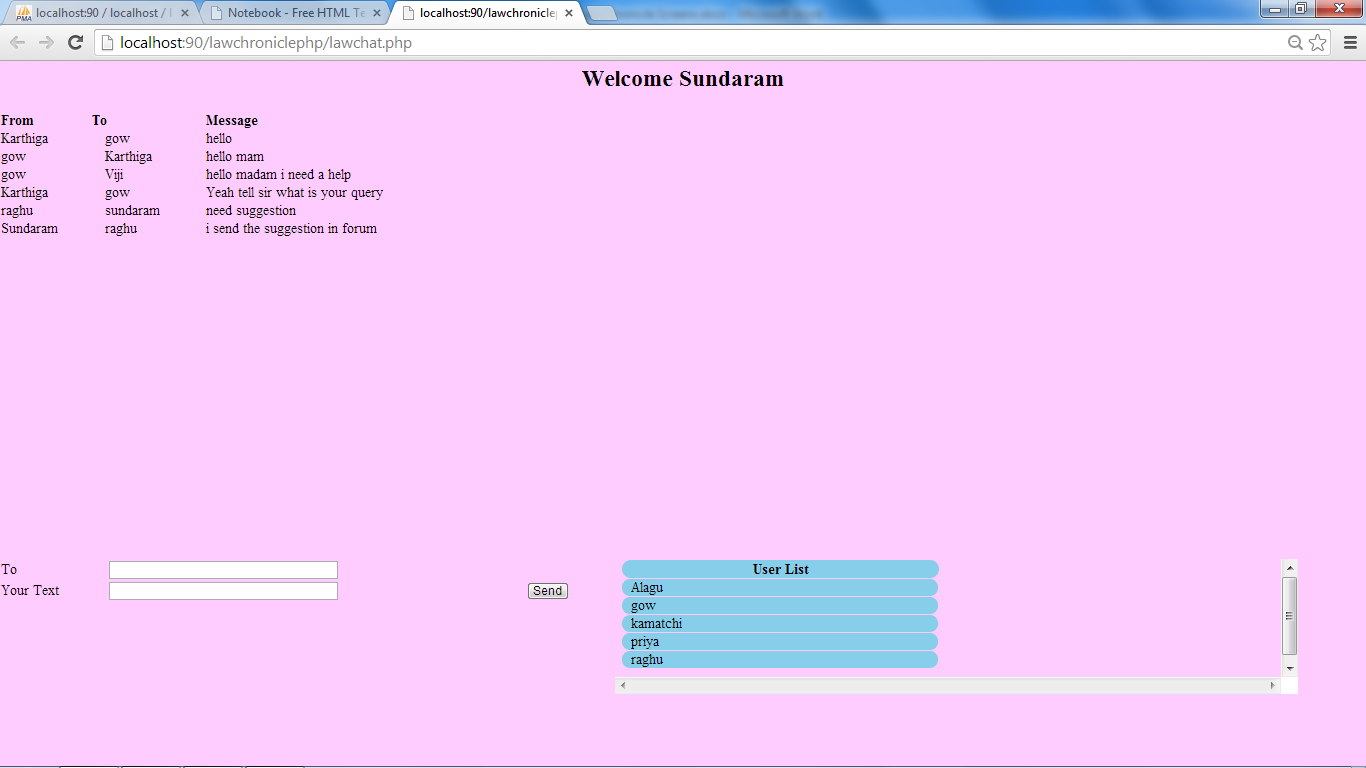 PMA localhost:90 / localhost / l Notebook - Free HTML Te localhost:90/lawchronicle
localhost:90/lawchroniclephp/lawchat.php
Welcome Sundaram
From To Message
Karthiga gow hello
gow Karthiga hello mam
gow Viji hello madam i need a help
Karthiga gow Yeah tell sir what is your query
raghu sundaram need suggestion
Sundaram raghu i send the suggestion in forum
To
Your Text Send
User List
Alagu
gow
kamatchi
priya
raghu